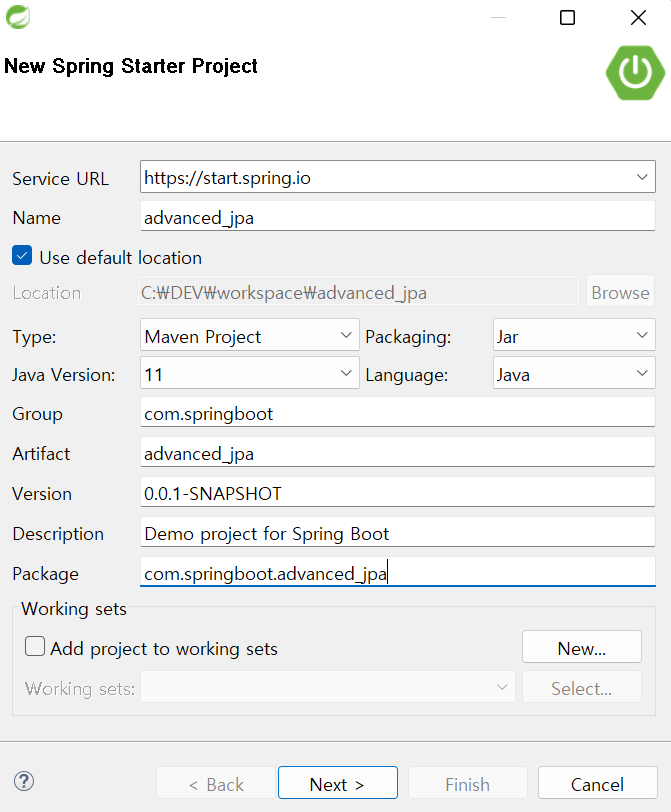 New Spring Starter Project
Service URL https://start.spring.io
Name advanced_jpa
Use default location
Location C:₩DEV₩workspace₩advanced_jpa Browse
Type: Maven Project Packaging: Jar
Java Version: 11 Language: Java
Group com.springboot
Artifact advanced_jpa
Version 0.0.1-SNAPSHOT
Description Demo project for Spring Boot
Package com.springboot.advanced_jpa
Working sets
Add project to working sets New...
Working sets: Select...
? < Back Next > Finish Cancel